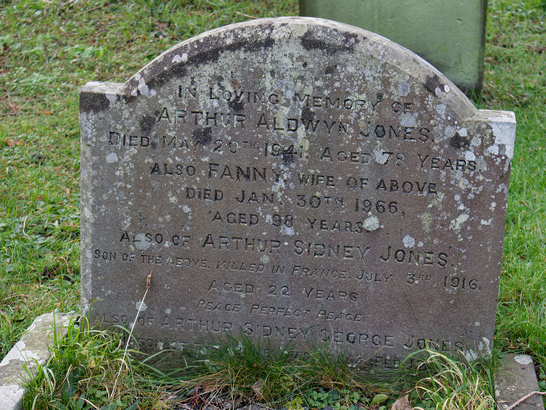 IN LOVING MEMORY OF
ARTHUR ALDWYN JONES
DIED MAY 29TH 1941 AGED 78 YEARS
ALSO FANNY WIFE OF ABOVE
DIED JAN 30TH 1966,
AGED 98 YEARS
ALSO OF ARTHUR SIDNEY JONES
SON OF THE ABOVE, KILLED IN FRANCE, JULY 3RD 1916.
AGED 22 YEARS
PEACE PERFECT PEACE
ALSO OF ARTHUR SIDNEY GEORGE JONES